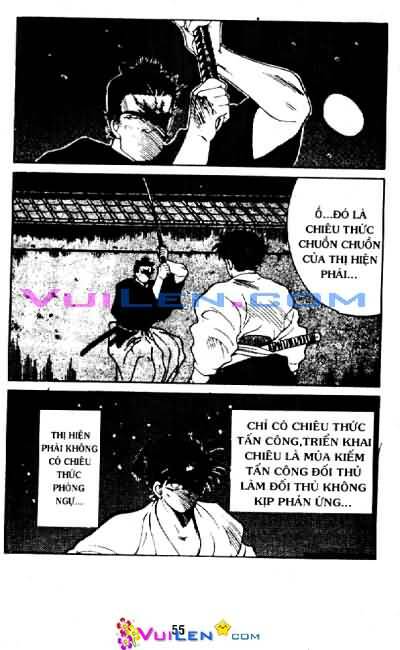 Ồ...ĐÓ LÀ
CHIÊU THỨC
CHUỒN CHUỒN
CỦA THỊ HIỆN
PHÁI...
VUILEN.COM
CHỈ CÓ CHIÊU THỨC
TẤN CÔNG,TRIỂN KHAI
CHIÊU LÀ MÚA KIẾM
TẤN CÔNG ĐỐI THỦ
LÀM ĐỐI THỦ KHÔNG
KỊP PHẢN ỨNG...
THỊ HIỆN
PHÁI KHÔNG
CÓ CHIÊU
THỨC
PHÒNG
NGỰ....
55
VUILEN.COM